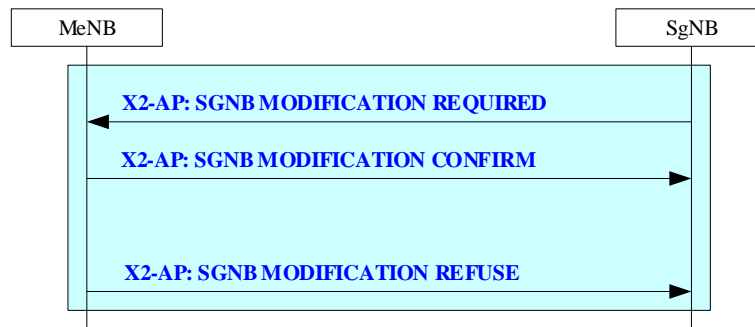 MeNB
SgNB
X2-AP: SGNB MODIFICATION REQUIRED
X2-AP: SGNB MODIFICATION CONFIRM
X2-AP: SGNB MODIFICATION REFUSE